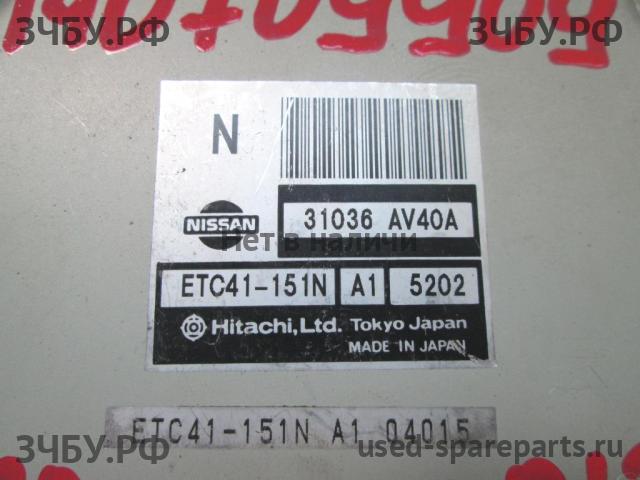 ЗЧБУ.РФ
ЗЧБУ.РФ
N
NISSAN
31036 AV40A
Нет в наличи
ETC41-151N A1 5202
Hitachi, Ltd. Tokyo Japan
MADE IN JAPAN
ETC41-151N A1 04015
ЗЧБУ.РФ
used-spareparts.ru